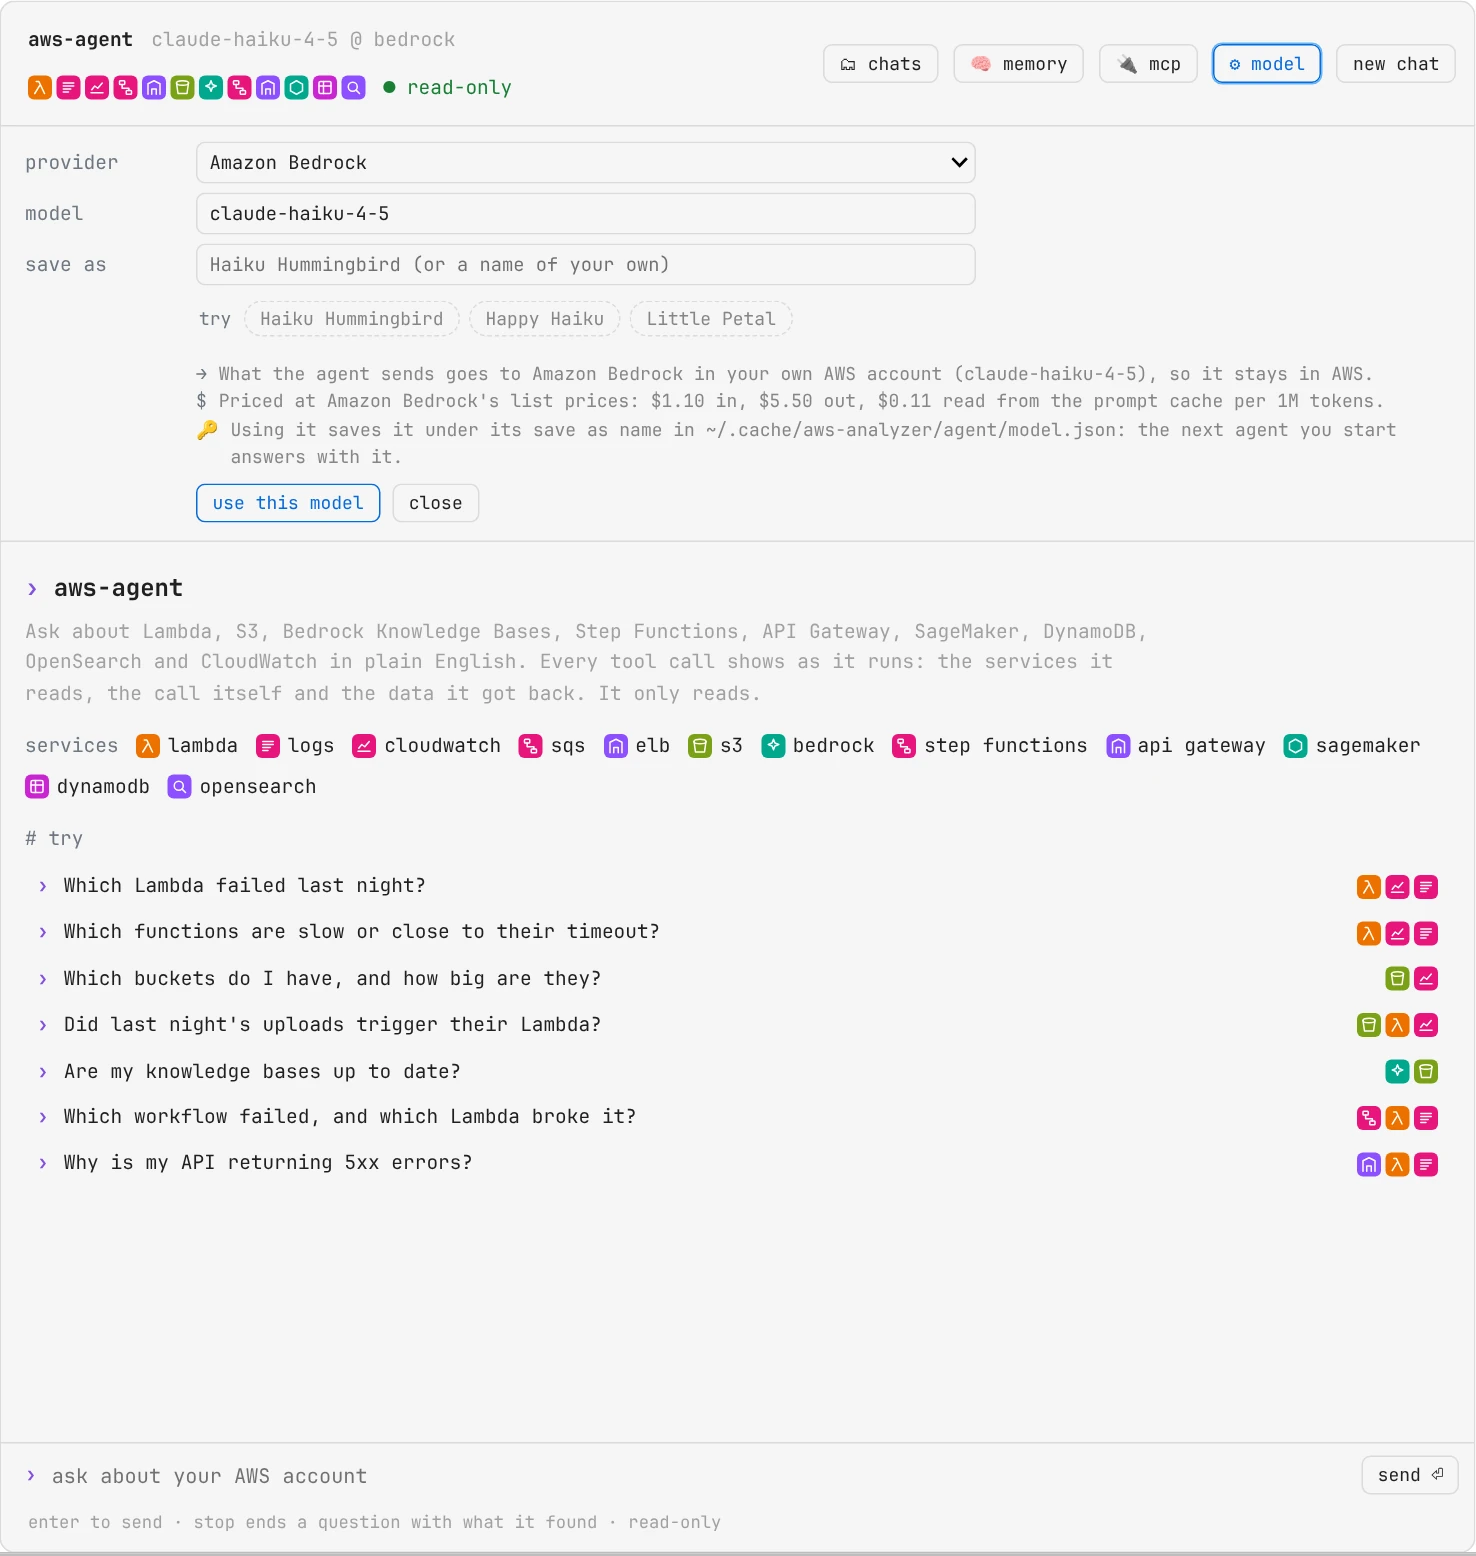 aws-agent claude-haiku-4-5 @ bedrock
chats memory mcp model new chat
read-only
provider Amazon Bedrock
model claude-haiku-4-5
save as Haiku Hummingbird (or a name of your own)
try Haiku Hummingbird Happy Haiku Little Petal
→ What the agent sends goes to Amazon Bedrock in your own AWS account (claude-haiku-4-5), so it stays in AWS.
$ Priced at Amazon Bedrock's list prices: $1.10 in, $5.50 out, $0.11 read from the prompt cache per 1M tokens.
Using it saves it under its save as name in ~/.cache/aws-analyzer/agent/model.json: the next agent you start
answers with it.
use this model close
› aws-agent
Ask about Lambda, S3, Bedrock Knowledge Bases, Step Functions, API Gateway, SageMaker, DynamoDB,
OpenSearch and CloudWatch in plain English. Every tool call shows as it runs: the services it
reads, the call itself and the data it got back. It only reads.
services lambda logs cloudwatch sqs elb s3 bedrock step functions api gateway sagemaker
dynamodb opensearch
# try
› Which Lambda failed last night?
› Which functions are slow or close to their timeout?
› Which buckets do I have, and how big are they?
› Did last night's uploads trigger their Lambda?
› Are my knowledge bases up to date?
› Which workflow failed, and which Lambda broke it?
› Why is my API returning 5xx errors?
› ask about your AWS account
send ⏎
enter to send · stop ends a question with what it found · read-only